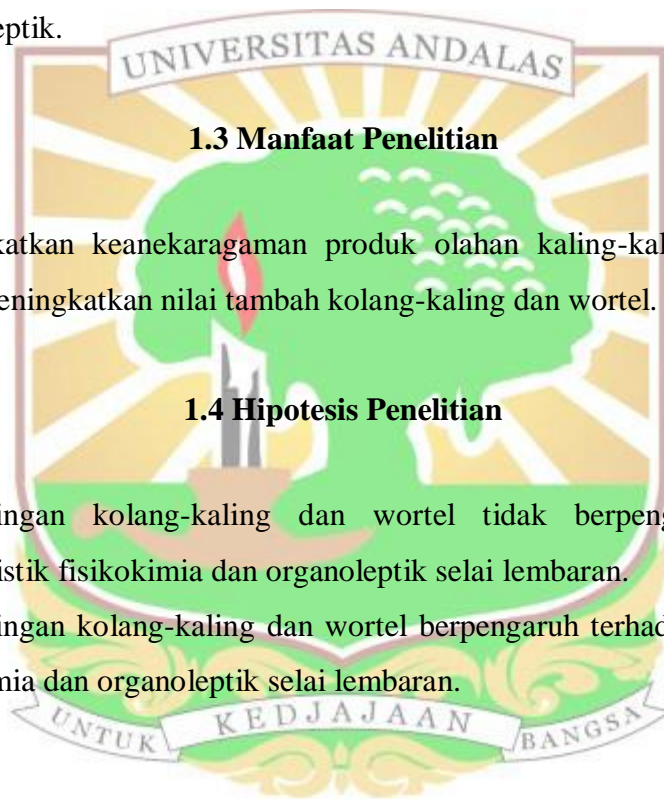 eptik.
UNIVERSITAS ANDALAS
1.3 Manfaat Penelitian
katkan keanekaragaman produk olahan kaling-kal
eningkatkan nilai tambah kolang-kaling dan wortel.
1.4 Hipotesis Penelitian
ingan kolang-kaling dan wortel tidak berpeng
istik fisikokimia dan organoleptik selai lembaran.
ingan kolang-kaling dan wortel berpengaruh terhad
mia dan organoleptik selai lembaran.
UNTUK KEDJAJAAN BANGSA